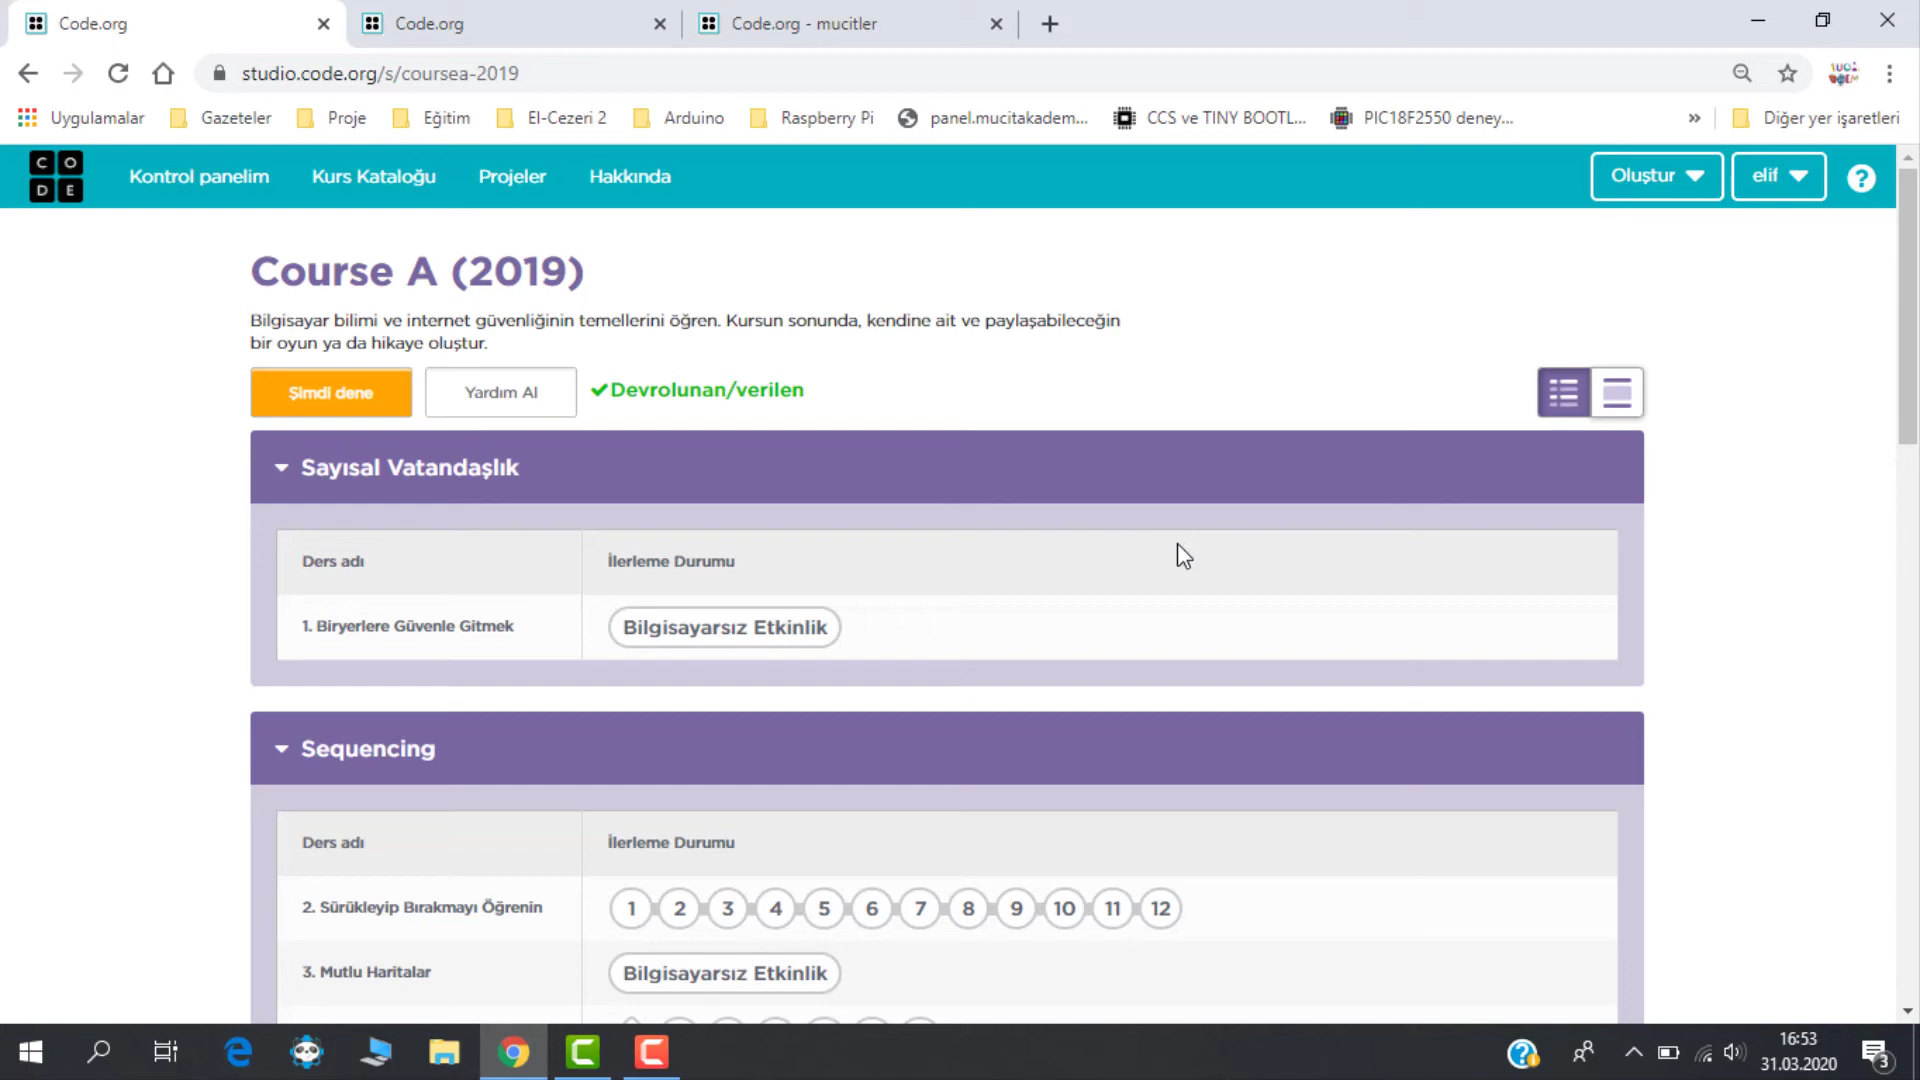 Code.org
Code.org
Code.org - mucitler
studio.code.org/s/coursea-2019
Uygulamalar
Gazeteler
Proje
Eğitim
El-Cezeri 2
Arduino
Raspberry Pi
panel.mucitakadem...
CCS ve TINY BOOTL...
PIC18F2550 deney...
»
Diğer yer işaretleri
C O
D E
Kontrol panelim
Kurs Kataloğu
Projeler
Hakkında
Oluştur
elif
?
Course A (2019)
Bilgisayar bilimi ve internet güvenliğinin temellerini öğren. Kursun sonunda, kendine ait ve paylaşabileceğin
bir oyun ya da hikaye oluştur.
Şimdi dene
Yardım Al
Devrolunan/verilen
Sayısal Vatandaşlık
Ders adı
İlerleme Durumu
1. Biryerlere Güvenle Gitmek
Bilgisayarsız Etkinlik
Sequencing
Ders adı
İlerleme Durumu
2. Sürükleyip Bırakmayı Öğrenin
1 2 3 4 5 6 7 8 9 10 11 12
3. Mutlu Haritalar
Bilgisayarsız Etkinlik
16:53
31.03.2020
3